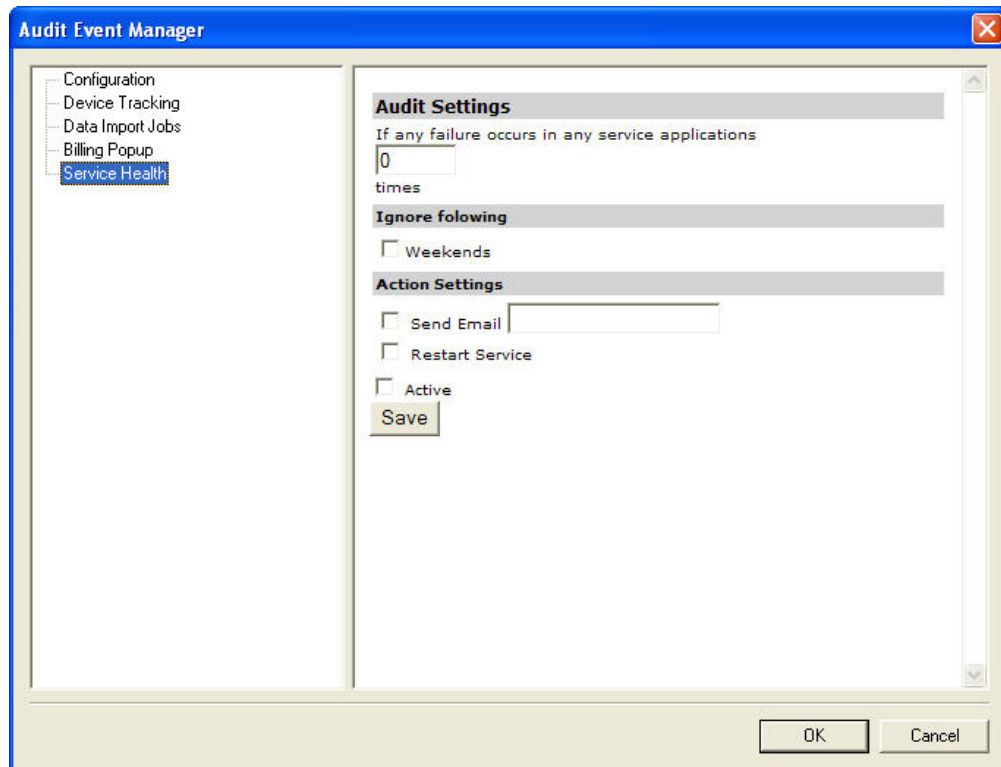 Audit Event Manager
Configuration
Device Tracking
Data Import Jobs
Billing Popup
Service Health
Audit Settings
If any failure occurs in any service applications
0
times
Ignore folowing
Weekends
Action Settings
Send Email
Restart Service
Active
Save
OK
Cancel